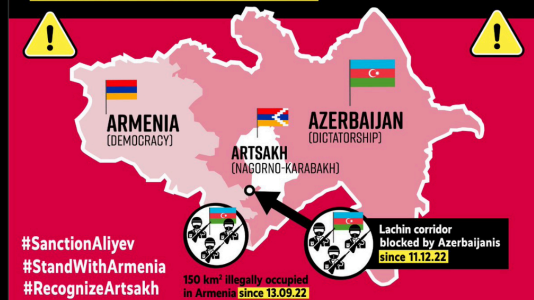 ARMENIA
(DEMOCRACY)
AZERBAIJAN
(DICTATORSHIP)
ARTSAKH
(NAGORNO-KARABAKH)
Lachin corridor
blocked by Azerbaijanis
since 11.12.22
#SanctionAliyev
#StandWithArmenia
#RecognizeArtsakh
150 km² illegally occupied
in Armenia since 13.09.22